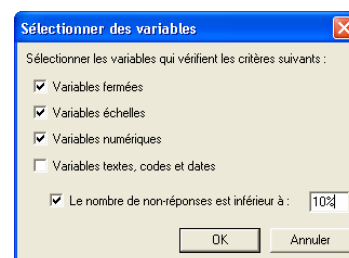 Sélectionner des variables
Sélectionner les variables qui vérifient les critères suivants :
Variables fermées
Variables échelles
Variables numériques
Variables textes, codes et dates
Le nombre de non-réponses est inférieur à : 10%
OK Annuler